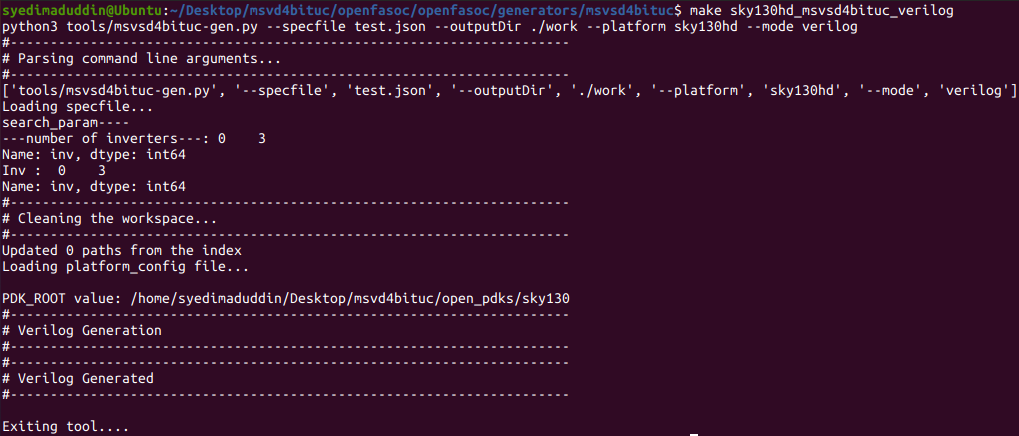 syedimaduddin@Ubuntu:~/Desktop/msvsd4bituc/openfasoc/openfasoc/generators/msvsd4bituc$ make sky130hd_msvsd4bituc_verilog
python3 tools/msvsd4bituc-gen.py --specfile test.json --outputDir ./work --platform sky130hd --mode verilog
#----------------------------------------------------------------------
# Parsing command line arguments...
#----------------------------------------------------------------------
['tools/msvsd4bituc-gen.py', '--specfile', 'test.json', '--outputDir', './work', '--platform', 'sky130hd', '--mode', 'verilog']
Loading specfile...
search_param----
---number of inverters---: 0    3
Name: inv, dtype: int64
Inv :  0    3
Name: inv, dtype: int64
#----------------------------------------------------------------------
# Cleaning the workspace...
#----------------------------------------------------------------------
Updated 0 paths from the index
Loading platform_config file...

PDK_ROOT value: /home/syedimaduddin/Desktop/msvd4bituc/open_pdks/sky130
#----------------------------------------------------------------------
# Verilog Generation
#----------------------------------------------------------------------
#----------------------------------------------------------------------
# Verilog Generated
#----------------------------------------------------------------------

Exiting tool....